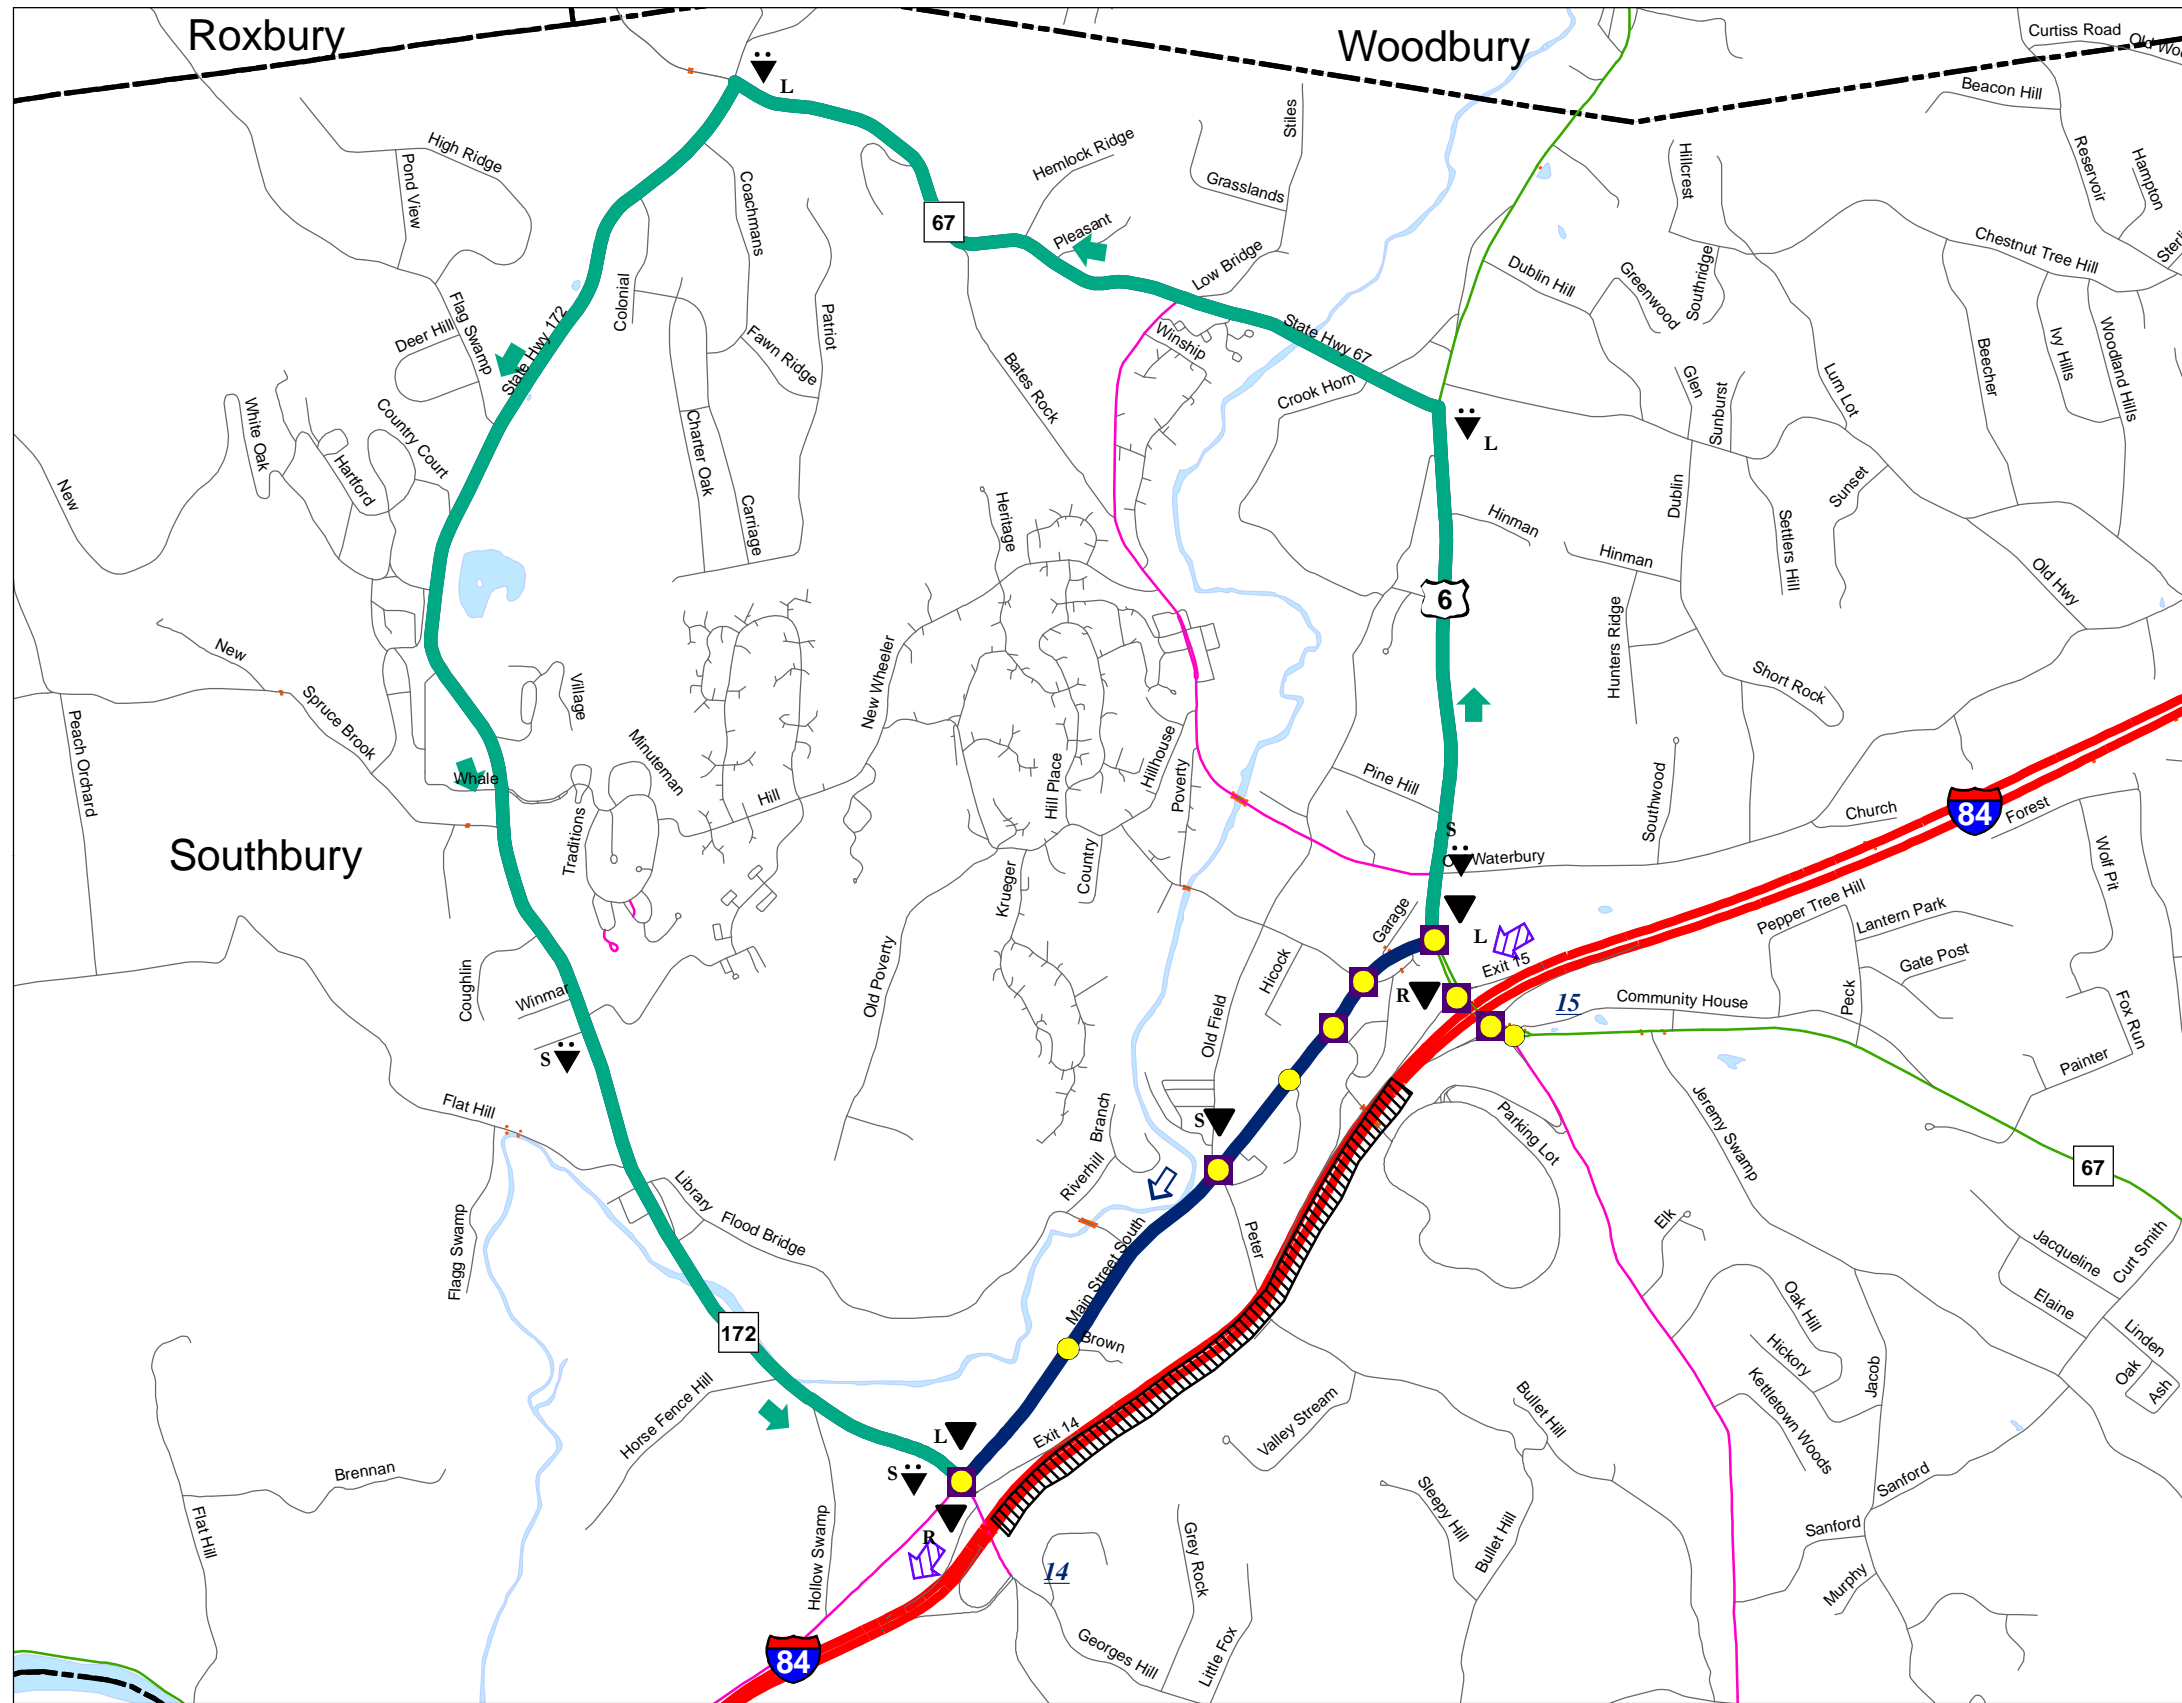 Roxbury
Woodbury
Curtiss Road
Beacon Hill
L
High Ridge
Pond View
Coachmans
Hemlock Ridge
Stiles
Grasslands
Hillcrest
Reservoir
Hampton
67
Pleasant
Low Bridge
Chestnut Tree Hill
Patriot
Colonial
Flag Swamp
Deer Hill
State Hwy 172
Fawn Ridge
Winship
State Hwy 67
Dublin Hill
Greenwood
Southridge
Beecher
Ivy Hills
Woodland Hills
White Oak
Country Court
Hartford
Charter Oak
Carriage
Bates Rock
Crook Horn
L
Glen
Sunburst
Lum Lot
New
Heritage
Hinman
Hinman
Dublin
Settlers Hill
Sunset
Old Hwy
6
Hunters Ridge
Short Rock
New
Spruce Brook
Village
New Wheeler
Peach Orchard
Whale
Minuteman
Hill
Traditions
Hill Place
Hillhouse
Poverty
Pine Hill
Southwood
Church
84
Forest
Southbury
S
Waterbury
Krueger
Country
Wolf Pit
Pepper Tree Hill
Lantern Park
Gate Post
Garage
L
Exit 15
Hicock
R
15
Community House
Peck
Fox Run
Coughlin
Winmar
Old Poverty
Old Field
Painter
S
Flat Hill
Branch
S
Parking Lot
Jeremy Swamp
67
Riverhill
Library
Flood Bridge
Flagg Swamp
Main Street South
Peter
Elk
Jacqueline
Curt Smith
Elaine
Oak Hill
Linden
Oak
Ash
172
Brown
Hickory
Kettletown Woods
Jacob
Horse Fence Hill
Valley Stream
Bullet Hill
L
Exit 14
S
Brennan
Flat Hill
R
Sleepy Hill
Bullet Hill
Sanford
Sanford
Murphy
Hollow Swamp
14
Grey Rock
Little Fox
Georges Hill
84